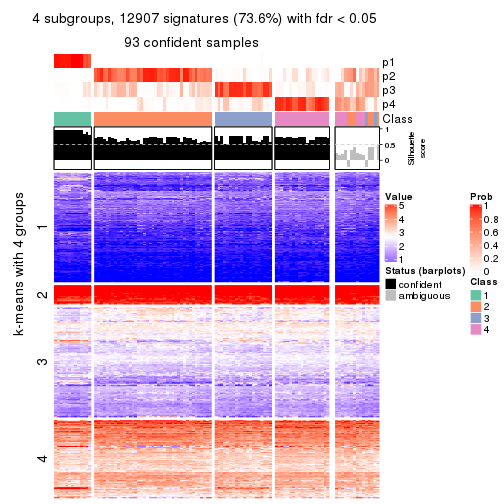 4 subgroups, 12907 signatures (73.6%) with fdr < 0.05
93 confident samples
p1
p2
p3
p4
Class
1
0.5
0
Silhouette
score
k-means with 4 groups
1
2
3
4
Value
5
4
3
2
1
Status (barplots)
confident
ambiguous
Prob
1
0.8
0.6
0.4
0.2
0
Class
1
2
3
4